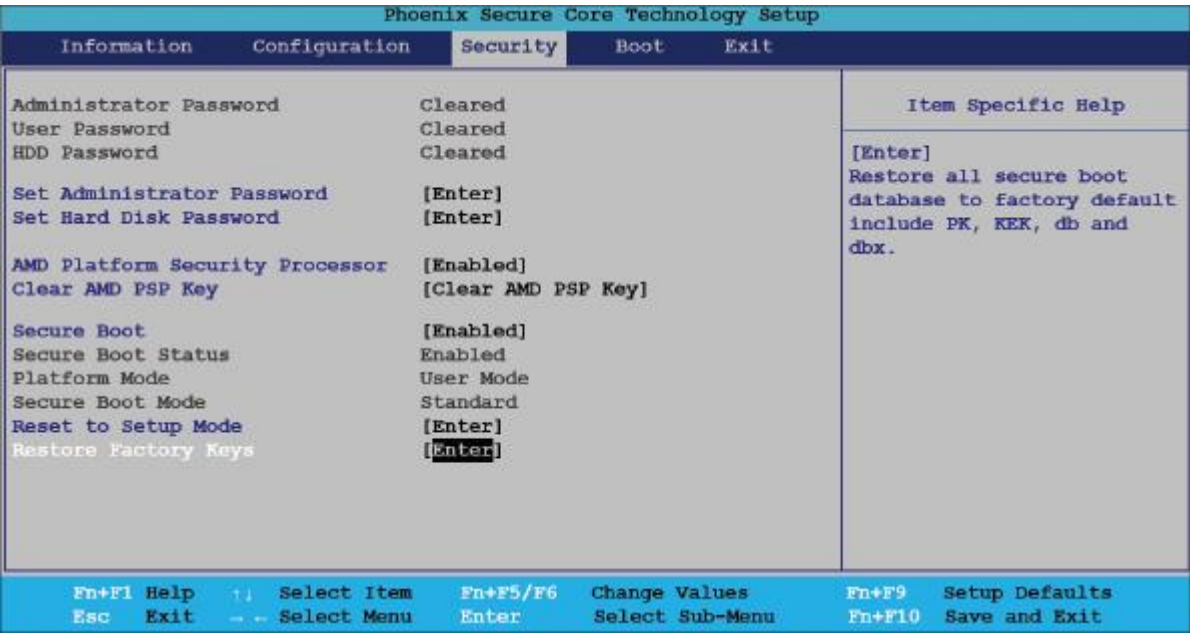 Phoenix Secure Core Technology Setup
Information Configuration Security Boot Exit
Administrator Password Cleared
User Password Cleared
HDD Password Cleared
Set Administrator Password [Enter]
Set Hard Disk Password [Enter]
AMD Platform Security Processor [Enabled]
Clear AMD PSP Key [Clear AMD PSP Key]
Secure Boot [Enabled]
Secure Boot Status Enabled
Platform Mode User Mode
Secure Boot Mode Standard
Reset to Setup Mode [Enter]
Restore Factory Keys [Enter]
Item Specific Help
[Enter]
Restore all secure boot
database to factory default
include PK, KEK, db and
dbx.
Fn+F1 Help ↑↓ Select Item Fn+F5/F6 Change Values Fn+F9 Setup Defaults
Esc Exit → ← Select Menu Enter Select Sub-Menu Fn+F10 Save and Exit